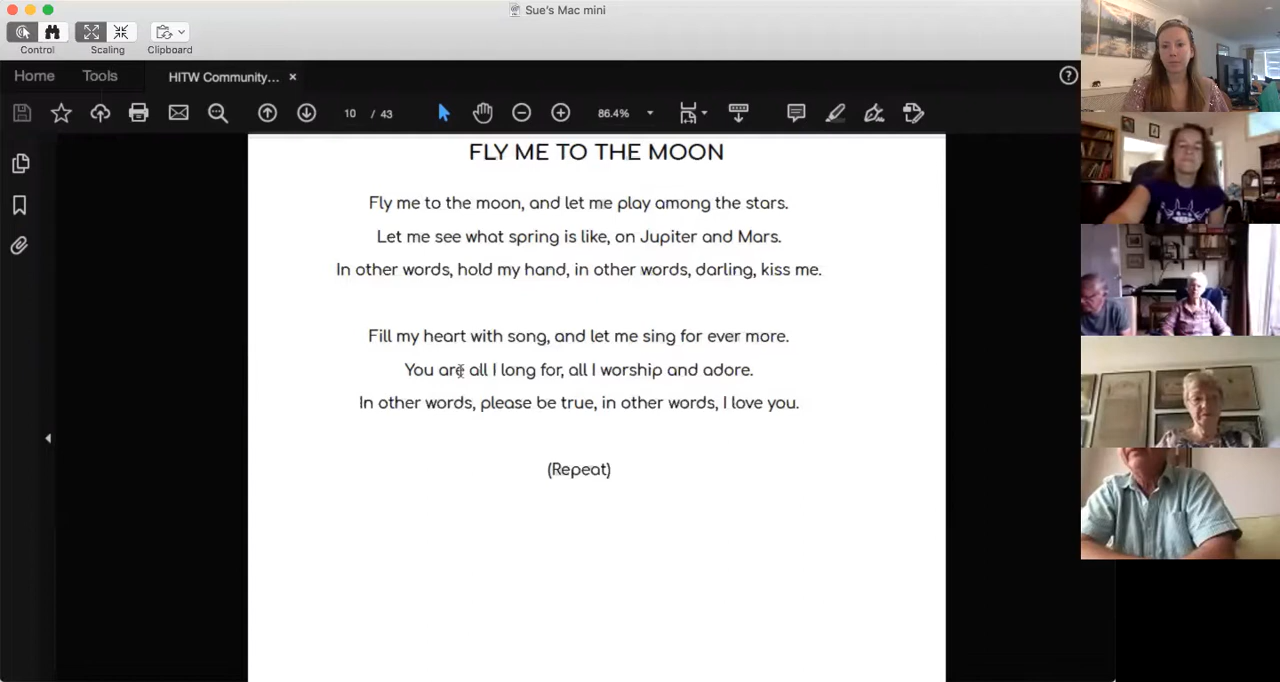 Sue's Mac mini
Control
Scaling
Clipboard
Home
Tools
HITW Community...
10 / 43
86.4%
FLY ME TO THE MOON
Fly me to the moon, and let me play among the stars.
Let me see what spring is like, on Jupiter and Mars.
In other words, hold my hand, in other words, darling, kiss me.
Fill my heart with song, and let me sing for ever more.
You are all I long for, all I worship and adore.
In other words, please be true, in other words, I love you.
(Repeat)